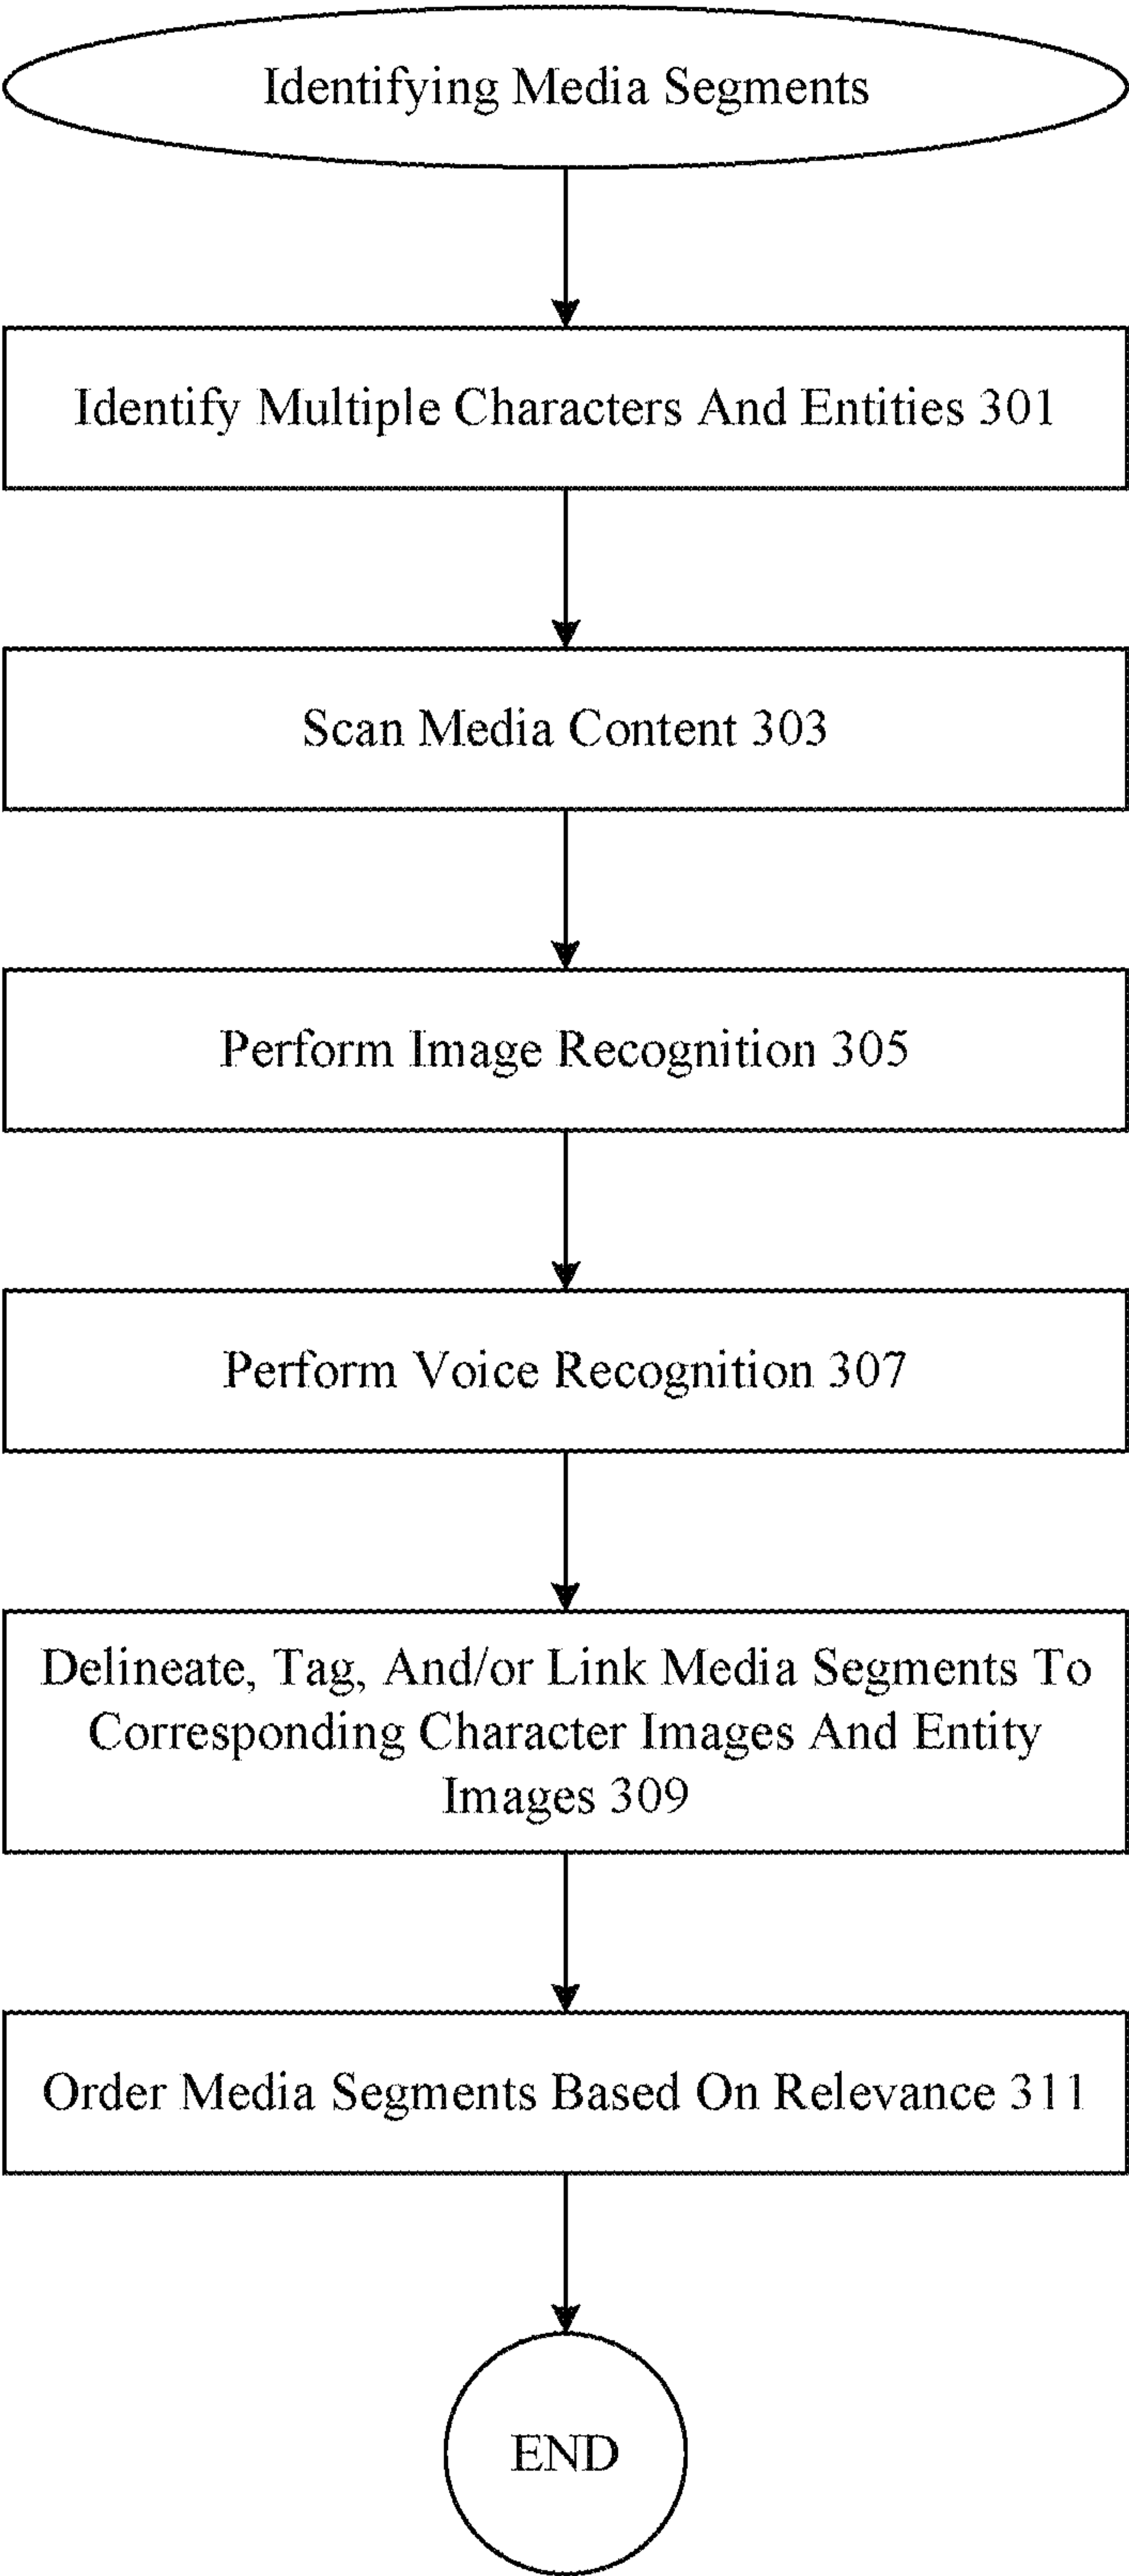 Identifying Media Segments
Identify Multiple Characters And Entities 301
Scan Media Content 303
Perform Image Recognition 305
Perform Voice Recognition 307
Delineate, Tag, And/or Link Media Segments To
Corresponding Character Images And Entity
Images 309
Order Media Segments Based On Relevance 311
END